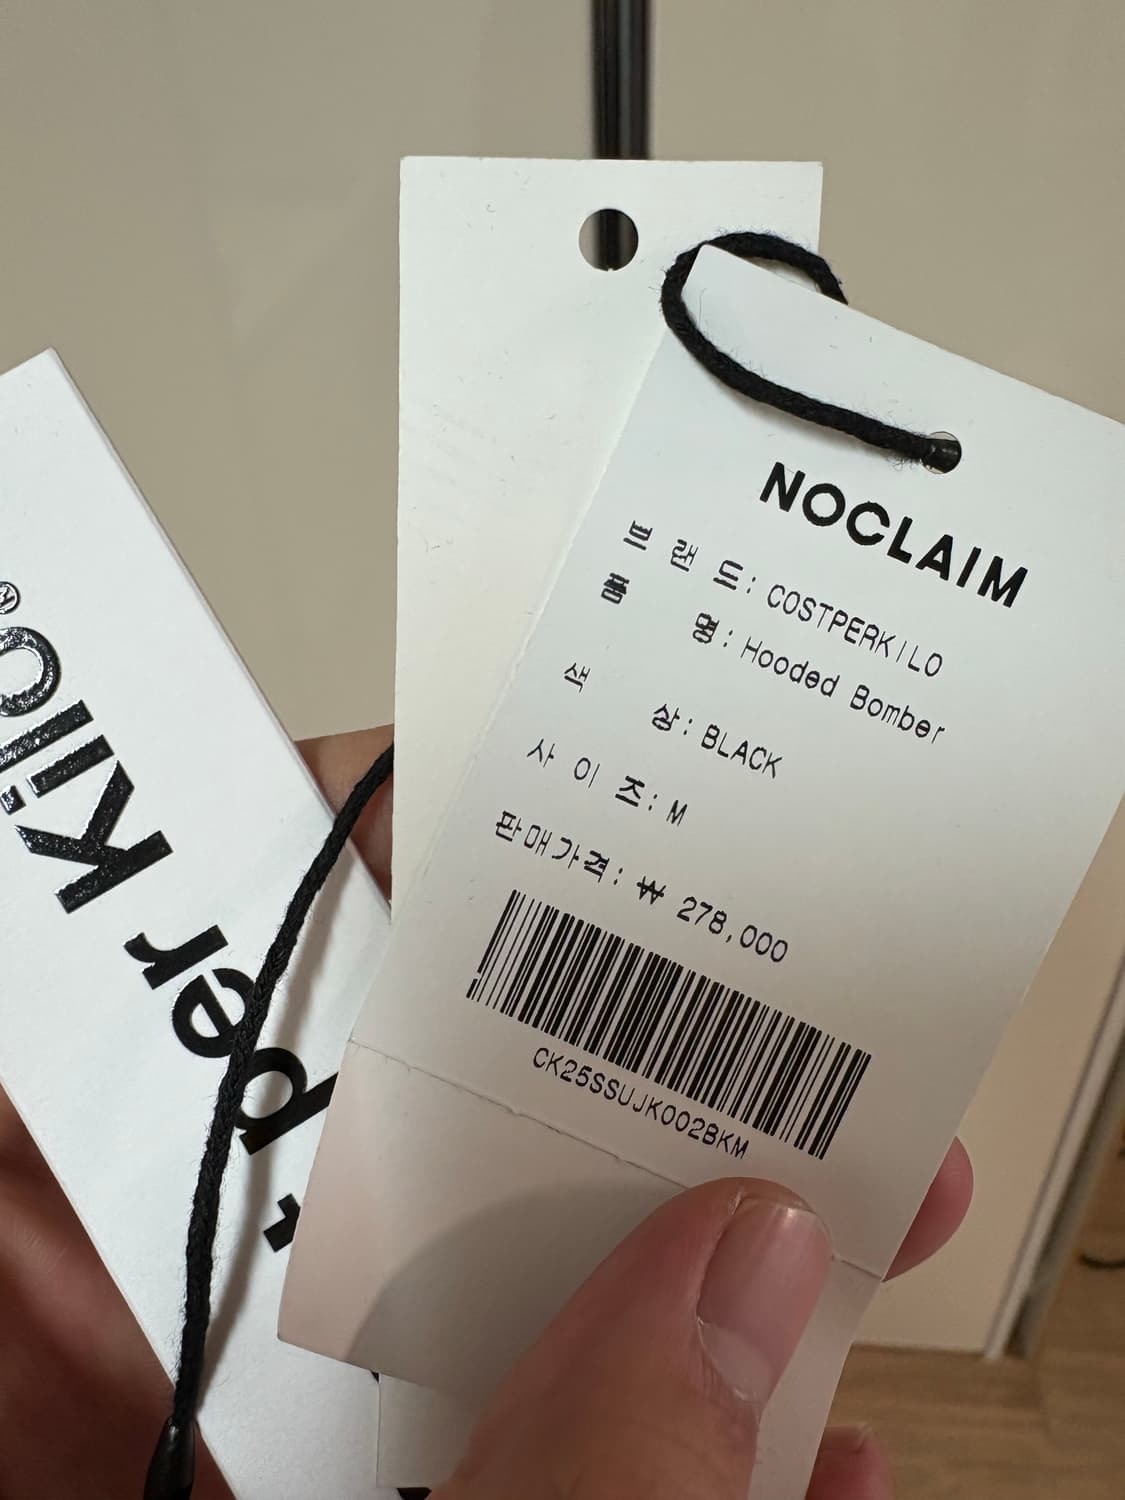 NOCLAIM
브랜드: COSTPERKILO
품명: Hooded Bomber
색상: BLACK
사이즈: M
판매가격: ₩ 278,000
CK25SSUJK002BKM
t per Kilo